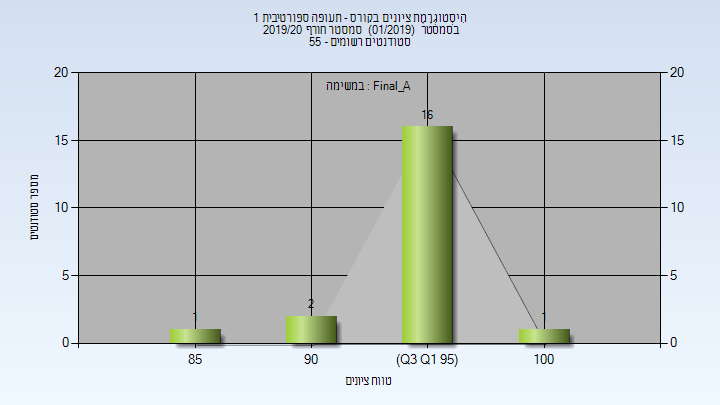 היסטוגרמת ציונים בקורס - תעופה ספורטיבית 1
בסמסטר (01/2019) סמסטר חורף 2019/20
סטודנטים רשומים - 55
במשימה : Final_A
20
15
10
5
0
20
15
10
5
0
מספר סטודנטים
1
2
16
1
85
90
(Q3 Q1 95)
100
טווח ציונים